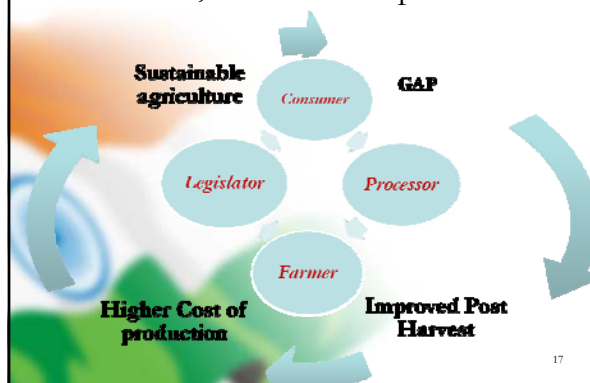 Sustainable
agriculture
Consumer
GAP
Legislator
Processor
Farmer
Higher Cost of
production
Improved Post
Harvest
17